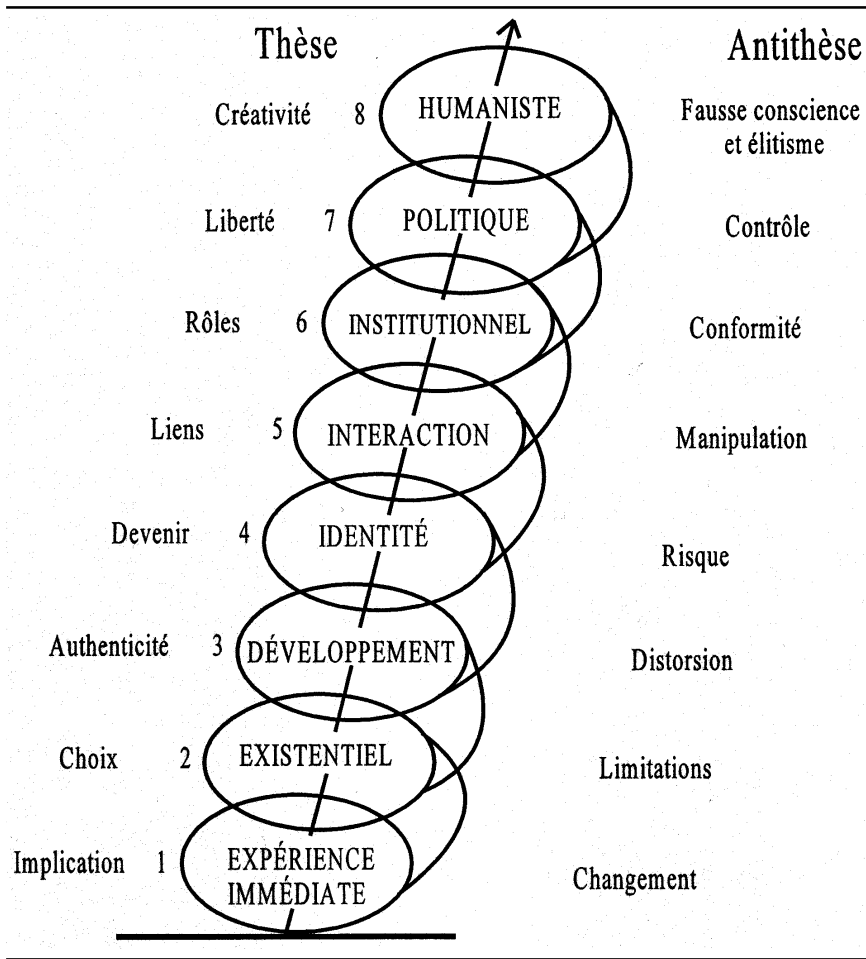 Thèse Antithèse
Créativité 8 HUMANISTE Fausse conscience
et élitisme
Liberté 7 POLITIQUE Contrôle
Rôles 6 INSTITUTIONNEL Conformité
Liens 5 INTERACTION Manipulation
Devenir 4 IDENTITÉ Risque
Authenticité 3 DÉVELOPPEMENT Distorsion
Choix 2 EXISTENTIEL Limitations
Implication 1 EXPÉRIENCE
IMMÉDIATE Changement